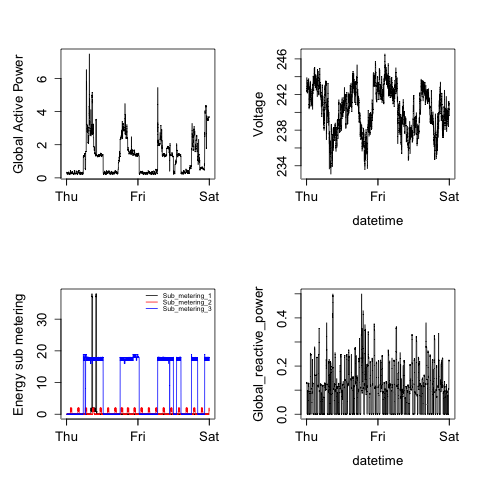 Global Active Power
0 2 4 6
Thu Fri Sat
Voltage
234 238 242 246
Thu Fri Sat
datetime
Energy sub metering
0 10 20 30
Sub_metering_1
Sub_metering_2
Sub_metering_3
Thu Fri Sat
Global_reactive_power
0.0 0.2 0.4
Thu Fri Sat
datetime